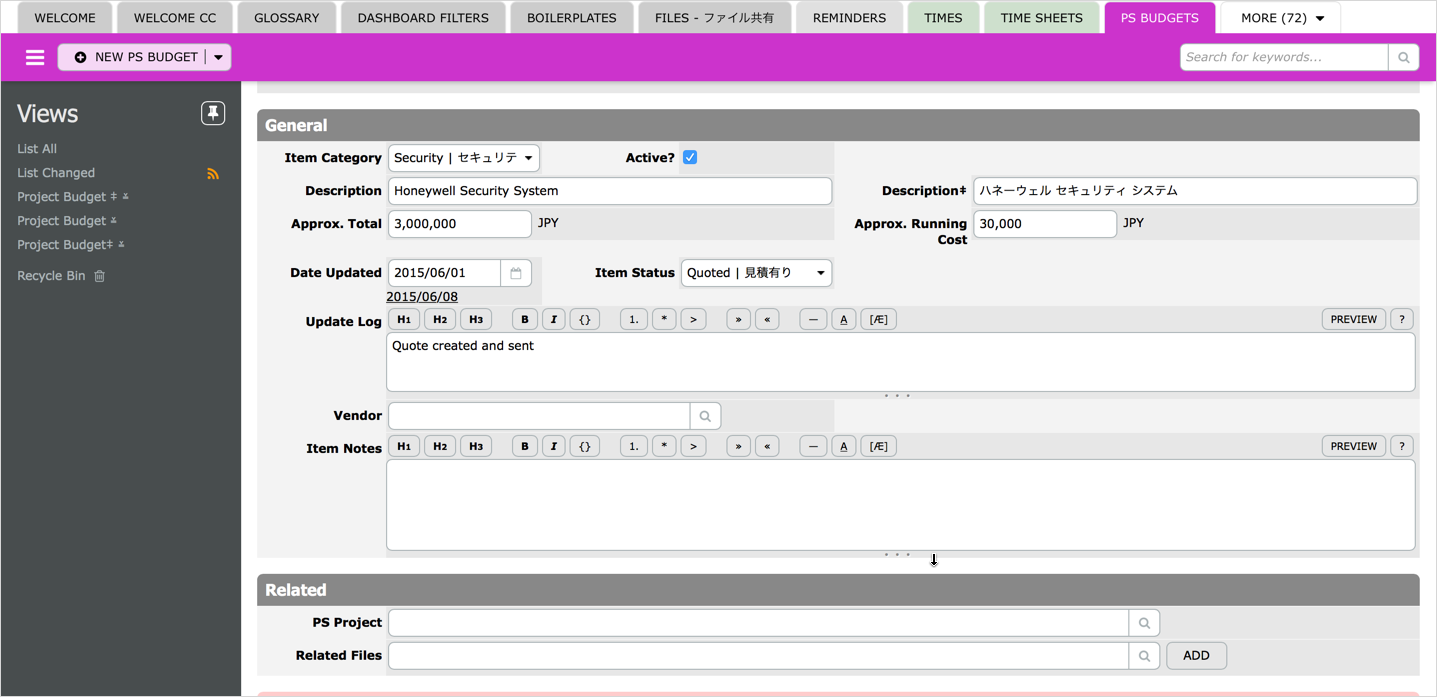 WELCOME WELCOME CC GLOSSARY DASHBOARD FILTERS BOILERPLATES FILES - ファイル共有 REMINDERS TIMES TIME SHEETS PS BUDGETS MORE (72)
NEW PS BUDGET Search for keywords...
Views
List All
List Changed
Project Budget ‡ ⊻
Project Budget ⊻
Project Budget‡ ⊻
Recycle Bin
General
Item Category Security | セキュリテ Active?
Description Honeywell Security System Description‡ ハネーウェル セキュリティ システム
Approx. Total 3,000,000 JPY Approx. Running Cost 30,000 JPY
Date Updated 2015/06/01 Item Status Quoted | 見積有り
2015/06/08
Update Log H1 H2 H3 B I {} 1. * > » « — A [Æ] PREVIEW ?
Quote created and sent
Vendor
Item Notes H1 H2 H3 B I {} 1. * > » « — A [Æ] PREVIEW ?
Related
PS Project
Related Files ADD